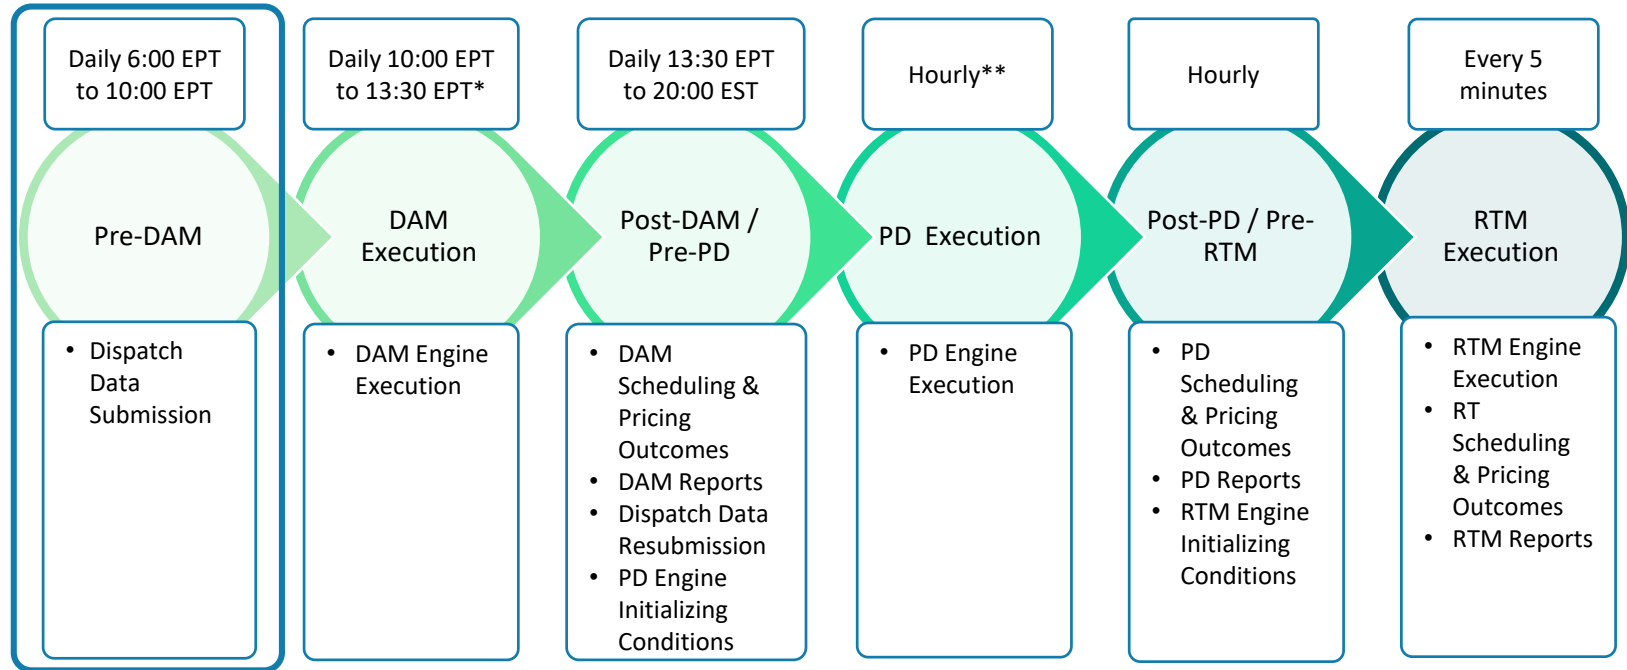 Daily 6:00 EPT
to 10:00 EPT
Pre-DAM
• Dispatch
Data
Submission
Daily 10:00 EPT
to 13:30 EPT*
DAM
Execution
• DAM Engine
Execution
Daily 13:30 EPT
to 20:00 EST
Post-DAM /
Pre-PD
• DAM
Scheduling &
Pricing
Outcomes
• DAM Reports
• Dispatch Data
Resubmission
• PD Engine
Initializing
Conditions
Hourly**
PD Execution
• PD Engine
Execution
Hourly
Post-PD / Pre-
RTM
• PD
Scheduling
& Pricing
Outcomes
• PD Reports
• RTM Engine
Initializing
Conditions
Every 5
minutes
RTM
Execution
• RTM Engine
Execution
• RT
Scheduling
& Pricing
Outcomes
• RTM Reports